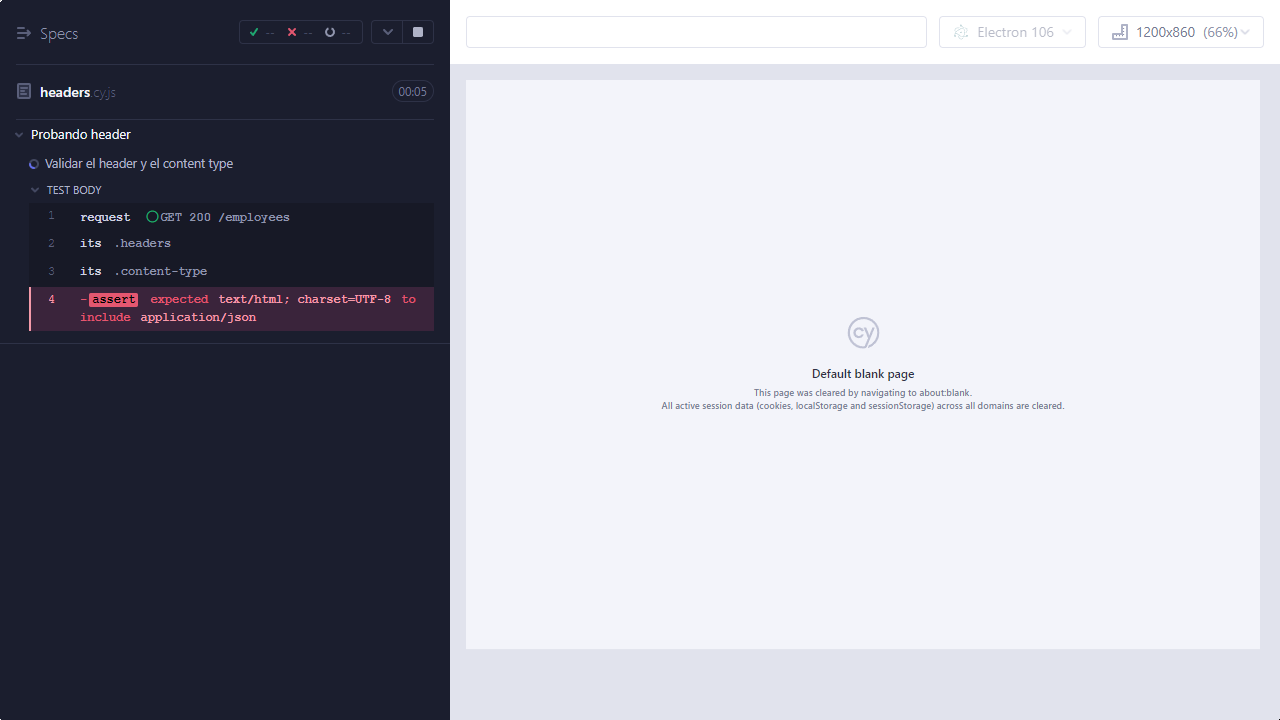 Specs
--
--
--
Electron 106
1200x860 (66%)
headers.cy.js
00:05
Probando header
Validar el header y el content type
TEST BODY
1 request GET 200 /employees
2 its .headers
3 its .content-type
4 -assert expected text/html; charset=UTF-8 to
include application/json
cy
Default blank page
This page was cleared by navigating to about:blank.
All active session data (cookies, localStorage and sessionStorage) across all domains are cleared.